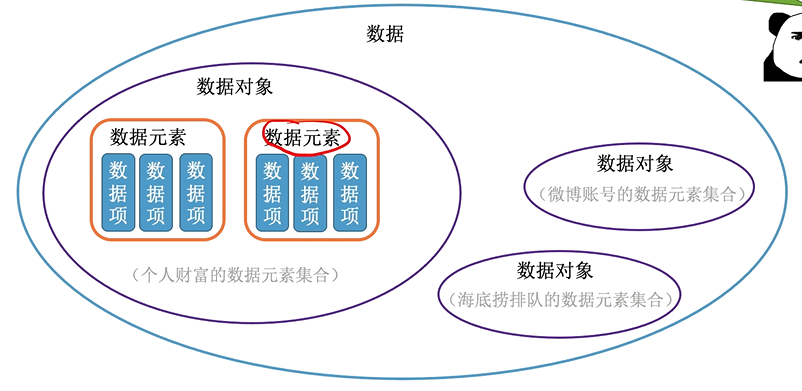 数据
数据对象
数据元素
数据项
数据项
数据项
数据元素
数据项
数据项
数据项
(个人财富的数据元素集合)
数据对象
(微博账号的数据元素集合)
数据对象
(海底捞排队的数据元素集合)